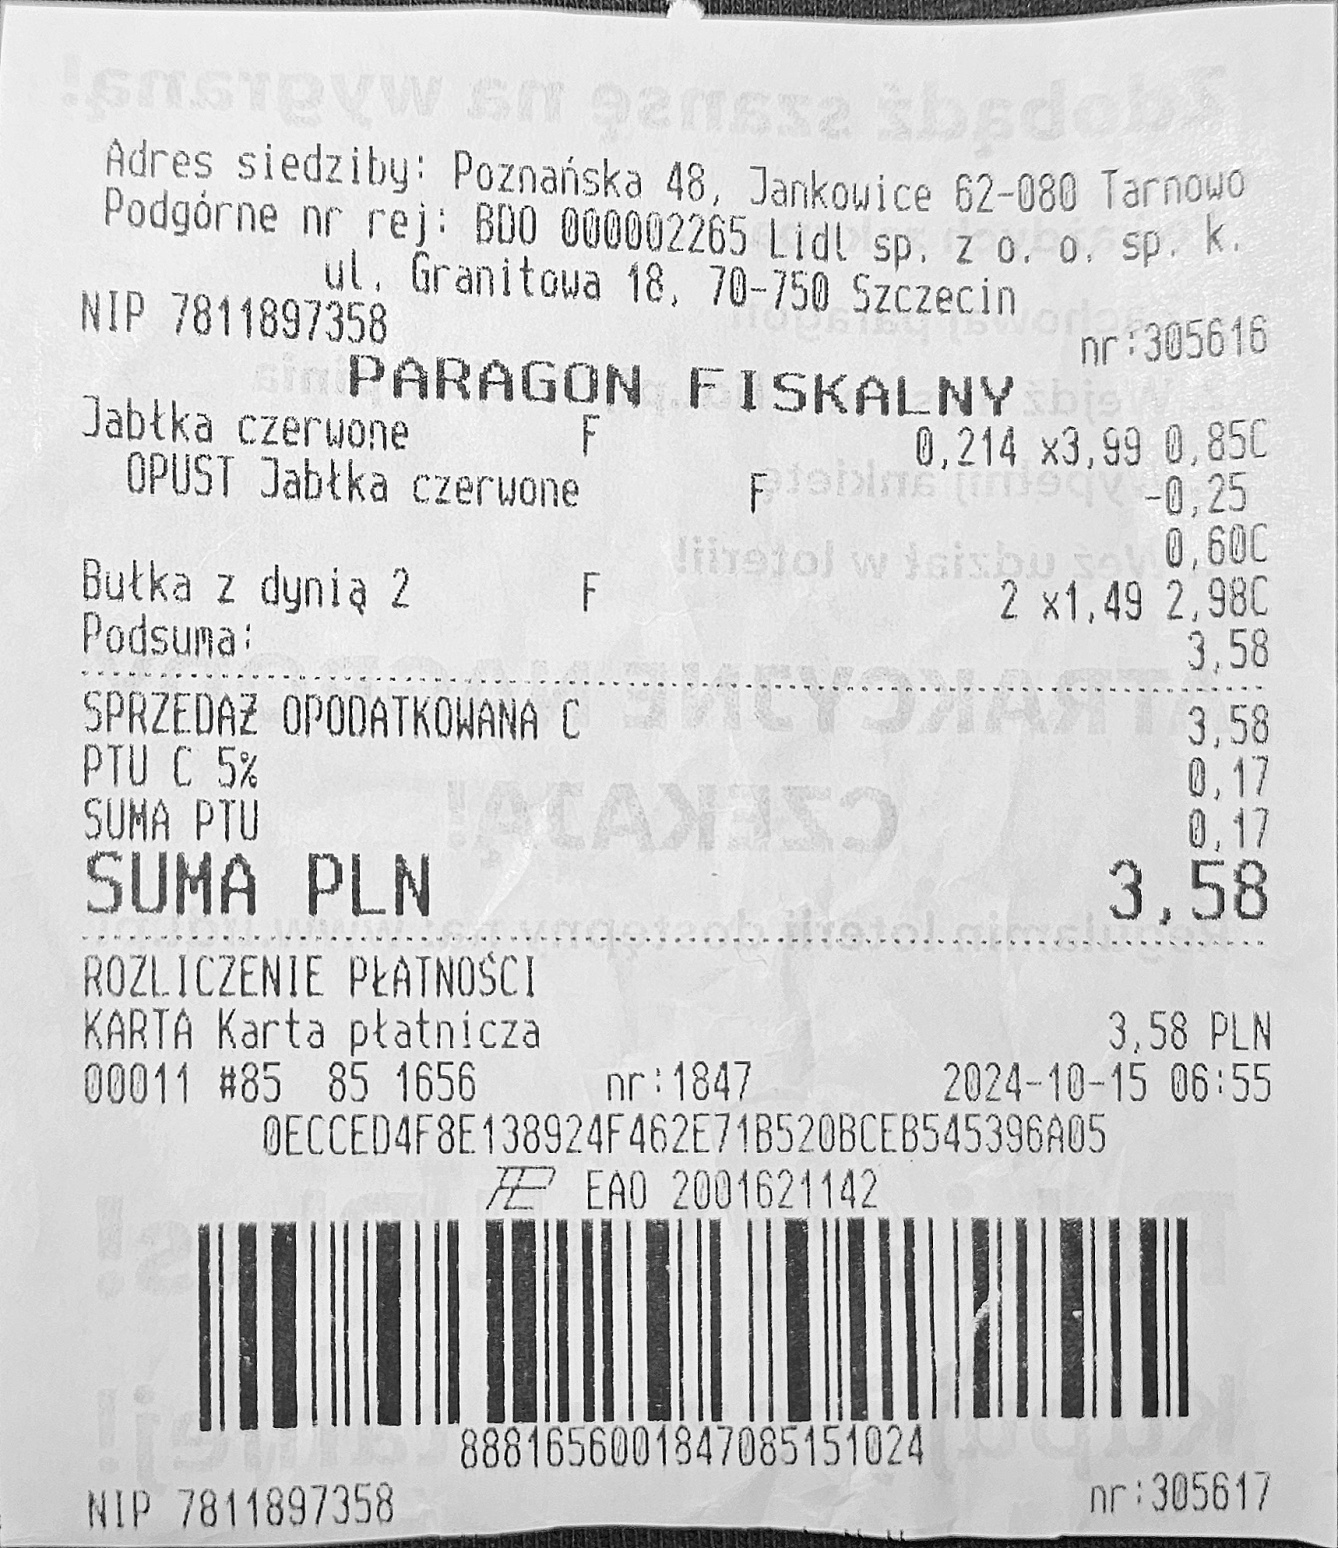 Adres siedziby: Poznańska 48, Jankowice 62-080 Tarnowo
Podgórne nr rej: BDO 000002265 Lidl sp. z o. o. sp. k.
ul. Granitowa 18, 70-750 Szczecin
NIP 7811897358 nr:305616
PARAGON FISKALNY
Jabłka czerwone F 0,214 x3,99 0,85C
OPUST Jabłka czerwone F -0,25
0,60C
Bułka z dynią 2 F 2 x1,49 2,98C
Podsuma: 3,58
SPRZEDAŻ OPODATKOWANA C 3,58
PTU C 5% 0,17
SUMA PTU 0,17
SUMA PLN 3,58
ROZLICZENIE PŁATNOŚCI
KARTA Karta płatnicza 3,58 PLN
00011 #85 85 1656 nr:1847 2024-10-15 06:55
0ECCED4F8E138924F462E71B520BCEB545396A05
EAO 2001621142
8881656001847085151024
NIP 7811897358 nr:305617